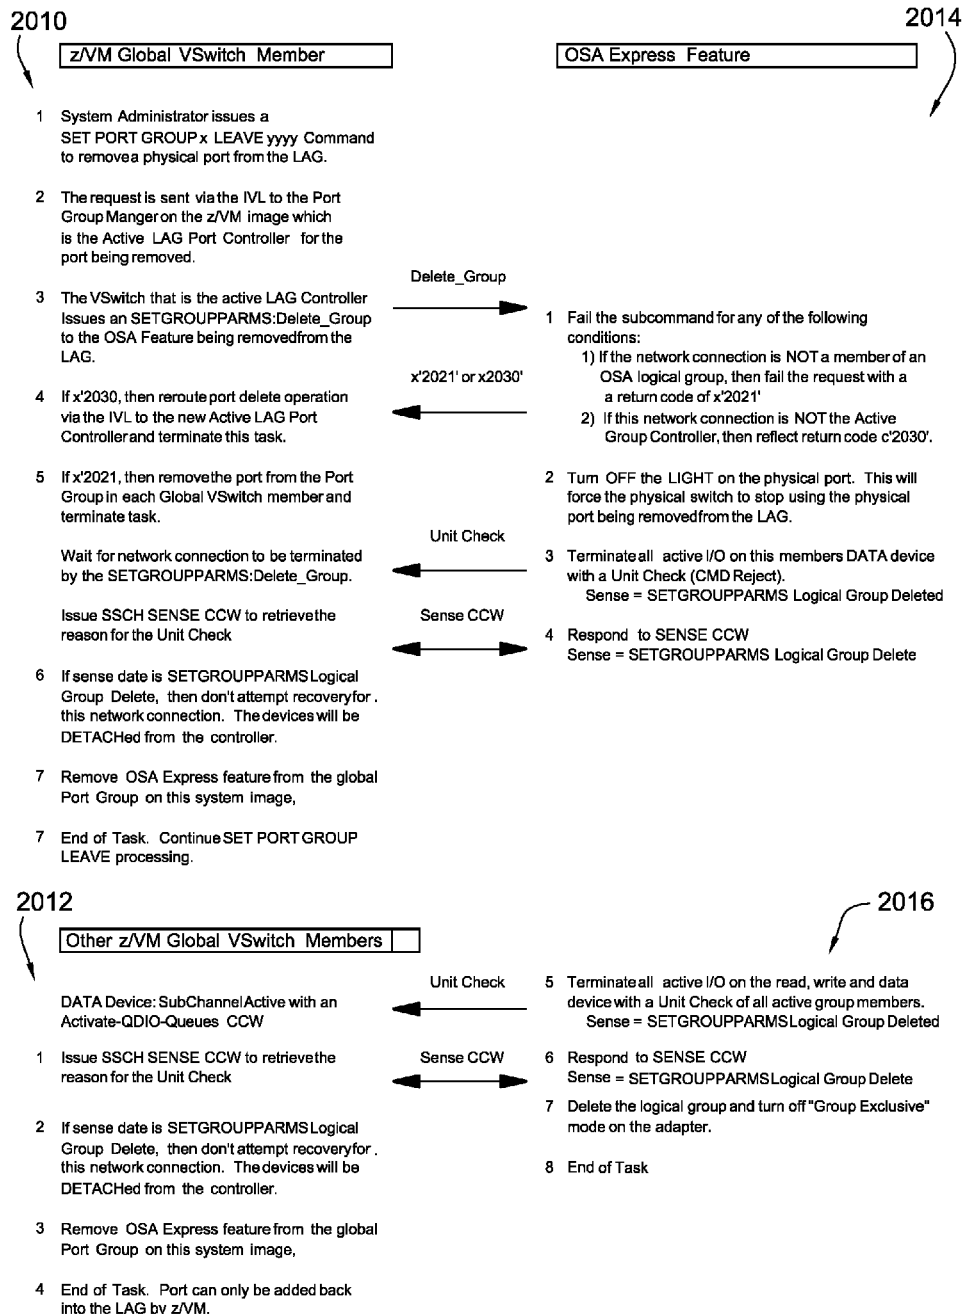 2010
2014
z/VM Global VSwitch Member
OSA Express Feature
1 System Administrator issues a
SET PORT GROUP x LEAVE yyyy Command
to remove a physical port from the LAG.
2 The request is sent via the IVL to the Port
Group Manger on the z/VM image which
is the Active LAG Port Controller for the
port being removed.
Delete_Group
3 The VSwitch that is the active LAG Controller
Issues an SETGROUPPARMS:Delete_Group
to the OSA Feature being removed from the
LAG.
1 Fail the subcommand for any of the following
conditions:
1) If the network connection is NOT a member of an
OSA logical group, then fail the request with a
a return code of x'2021'
2) If this network connection is NOT the Active
Group Controller, then reflect return code c'2030'.
x'2021' or x2030'
4 If x'2030, then reroute port delete operation
via the IVL to the new Active LAG Port
Controller and terminate this task.
5 If x'2021, then remove the port from the Port
Group in each Global VSwitch member and
terminate task.
2 Turn OFF the LIGHT on the physical port. This will
force the physical switch to stop using the physical
port being removed from the LAG.
Unit Check
Wait for network connection to be terminated
by the SETGROUPPARMS:Delete_Group.
3 Terminate all active I/O on this members DATA device
with a Unit Check (CMD Reject).
Sense = SETGROUPPARMS Logical Group Deleted
Issue SSCH SENSE CCW to retrieve the
reason for the Unit Check
Sense CCW
4 Respond to SENSE CCW
Sense = SETGROUPPARMS Logical Group Delete
6 If sense date is SETGROUPPARMS Logical
Group Delete, then don't attempt recovery for .
this network connection. The devices will be
DETACHed from the controller.
7 Remove OSA Express feature from the global
Port Group on this system image,
7 End of Task. Continue SET PORT GROUP
LEAVE processing.
2012
2016
Other z/VM Global VSwitch Members
DATA Device: SubChannel Active with an
Activate-QDIO-Queues CCW
Unit Check
5 Terminate all active I/O on the read, write and data
device with a Unit Check of all active group members.
Sense = SETGROUPPARMS Logical Group Deleted
1 Issue SSCH SENSE CCW to retrieve the
reason for the Unit Check
Sense CCW
6 Respond to SENSE CCW
Sense = SETGROUPPARMS Logical Group Delete
7 Delete the logical group and turn off "Group Exclusive"
mode on the adapter.
8 End of Task
2 If sense date is SETGROUPPARMS Logical
Group Delete, then don't attempt recovery for .
this network connection. The devices will be
DETACHed from the controller.
3 Remove OSA Express feature from the global
Port Group on this system image,
4 End of Task. Port can only be added back
into the LAG by z/VM.